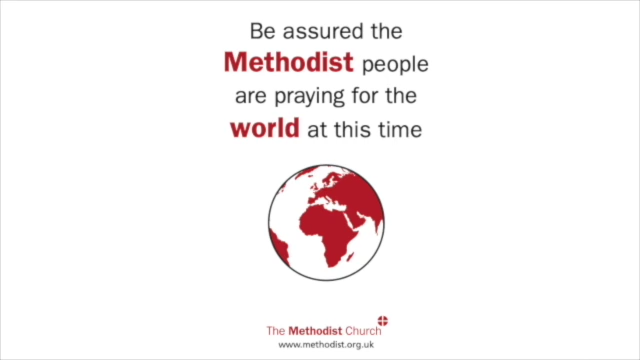 Be assured the
Methodist people
are praying for the
world at this time
The Methodist Church
www.methodist.org.uk